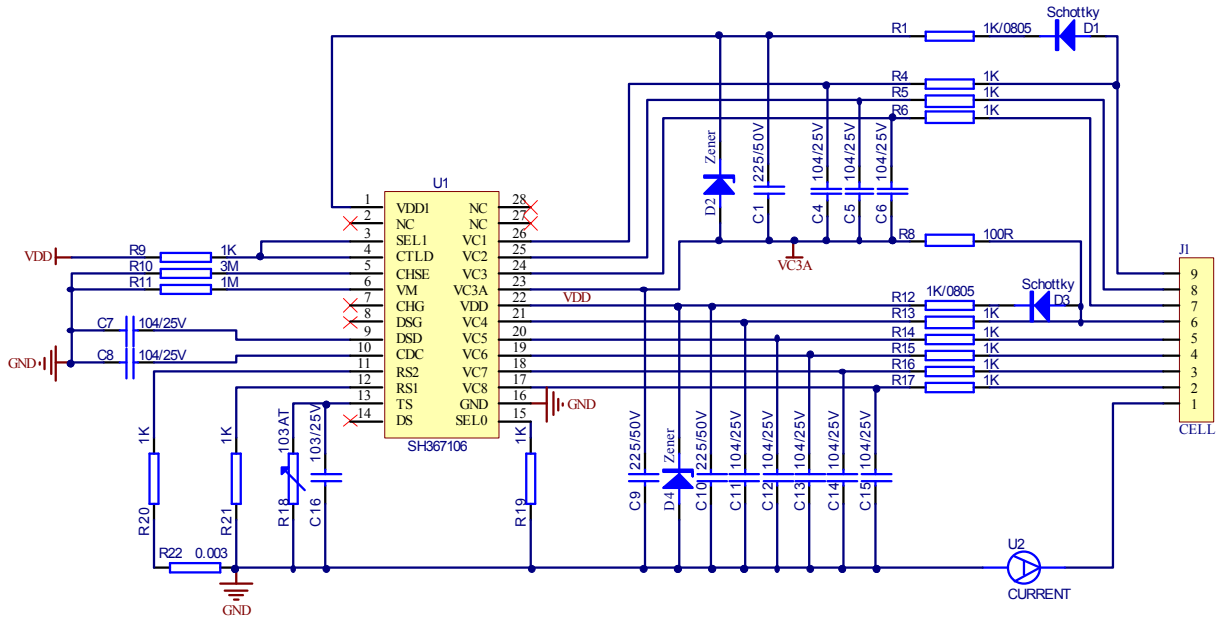 Schottky
R1 1K/0805 D1
R4 1K
R5 1K
R6 1K
Zener
D2
225/50V
C1
104/25V
C4
104/25V
C5
104/25V
C6
R8 100R
VC3A
U1
1 VDD1 NC 28
2 NC NC 27
3 SEL1 VC1 26
4 CTLD VC2 25
5 CHSE VC3 24
6 VM VC3A 23
7 CHG VDD 22
8 DSG VC4 21
9 DSD VC5 20
10 CDC VC6 19
11 RS2 VC7 18
12 RS1 VC8 17
13 TS GND 16
14 DS SEL0 15
SH367106
VDD
R9 1K
R10 3M
R11 1M
C7 104/25V
C8 104/25V
GND
VDD
GND
Schottky
R12 1K/0805 D3
R13 1K
R14 1K
R15 1K
R16 1K
R17 1K
J1
9
8
7
6
5
4
3
2
1
CELL
1K
R20
1K
R21
103AT
R18
103/25V
C16
1K
R19
225/50V
C9
Zener
D4
225/50V
C10
104/25V
C11
104/25V
C12
104/25V
C13
104/25V
C14
104/25V
C15
R22 0.003
GND
U2
CURRENT